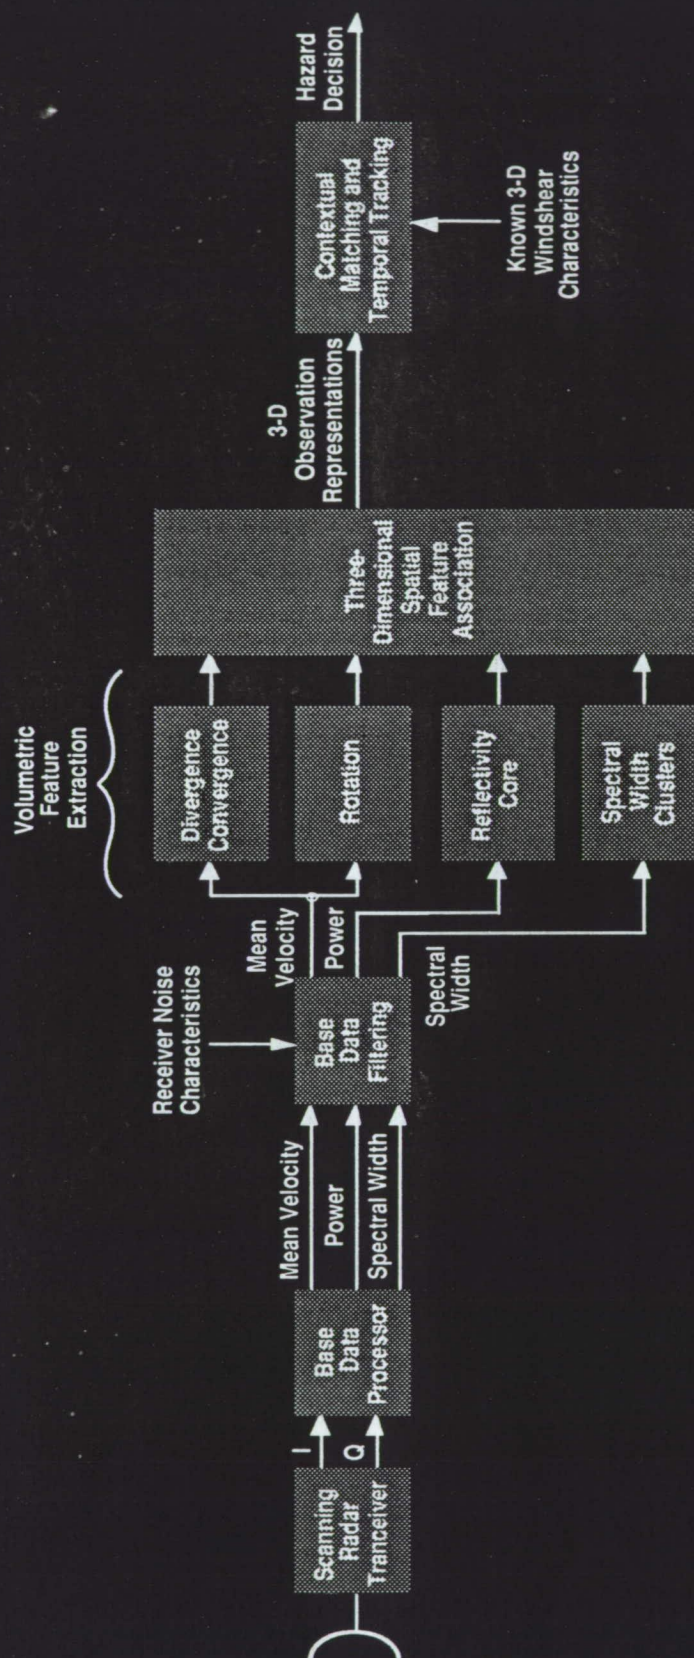 Scanning
Radar
Tranceiver
I
Q
Base
Data
Processor
Mean Velocity
Power
Spectral Width
Receiver Noise
Characteristics
Base
Data
Filtering
Mean
Velocity
Power
Spectral
Width
Volumetric
Feature
Extraction
Divergence
Convergence
Rotation
Reflectivity
Core
Spectral
Width
Clusters
Three-
Dimensional
Spatial
Feature
Association
3-D
Observation
Representations
Contextual
Matching and
Temporal Tracking
Known 3-D
Windshear
Characteristics
Hazard
Decision